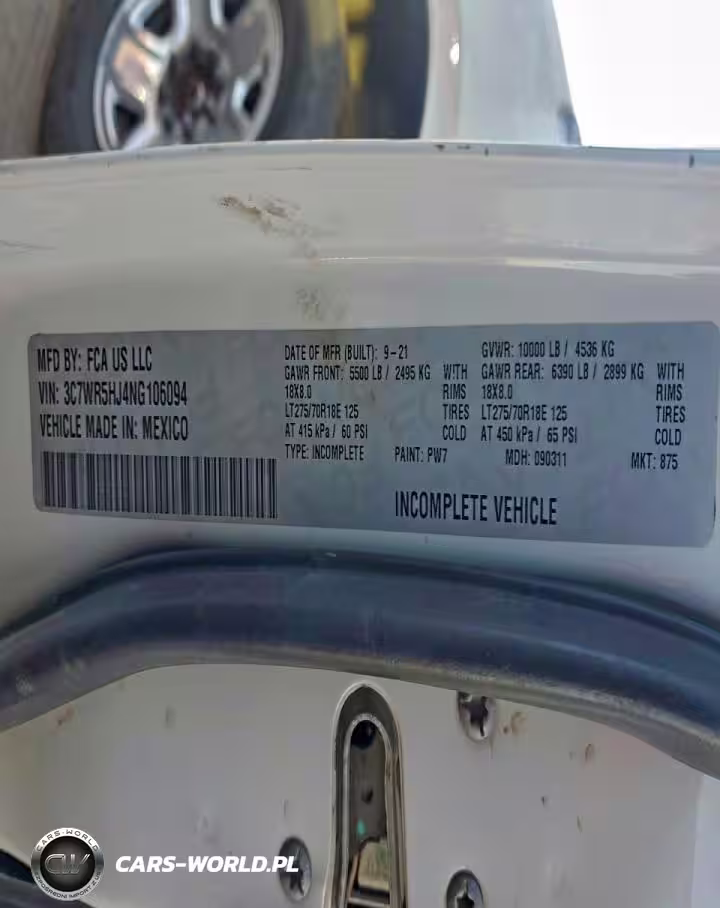 MFD BY: FCA US LLC
VIN: 3C7WR5HJ4NG106094
VEHICLE MADE IN: MEXICO
DATE OF MFR (BUILT): 9-21
GAWR FRONT: 5500 LB / 2495 KG WITH
18X8.0 RIMS
LT275/70R18E 125 TIRES
AT 415 kPa / 60 PSI COLD
TYPE: INCOMPLETE
GVWR: 10000 LB / 4536 KG
GAWR REAR: 6390 LB / 2899 KG WITH
18X8.0 RIMS
LT275/70R18E 125 TIRES
AT 450 kPa / 65 PSI COLD
PAINT: PW7 MDH: 090311 MKT: 875
INCOMPLETE VEHICLE
CARS-WORLD
CW
CARS-WORLD.PL